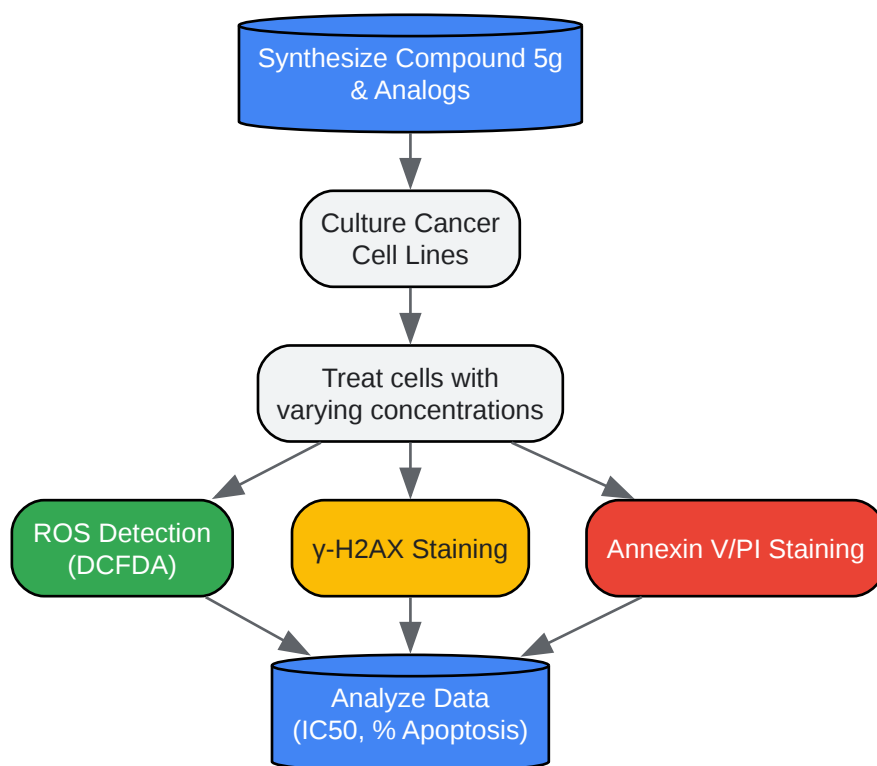 Synthesize Compound 5g
& Analogs
Culture Cancer
Cell Lines
Treat cells with
varying concentrations
ROS Detection
(DCFDA)
γ-H2AX Staining
Annexin V/PI Staining
Analyze Data
(IC50, % Apoptosis)